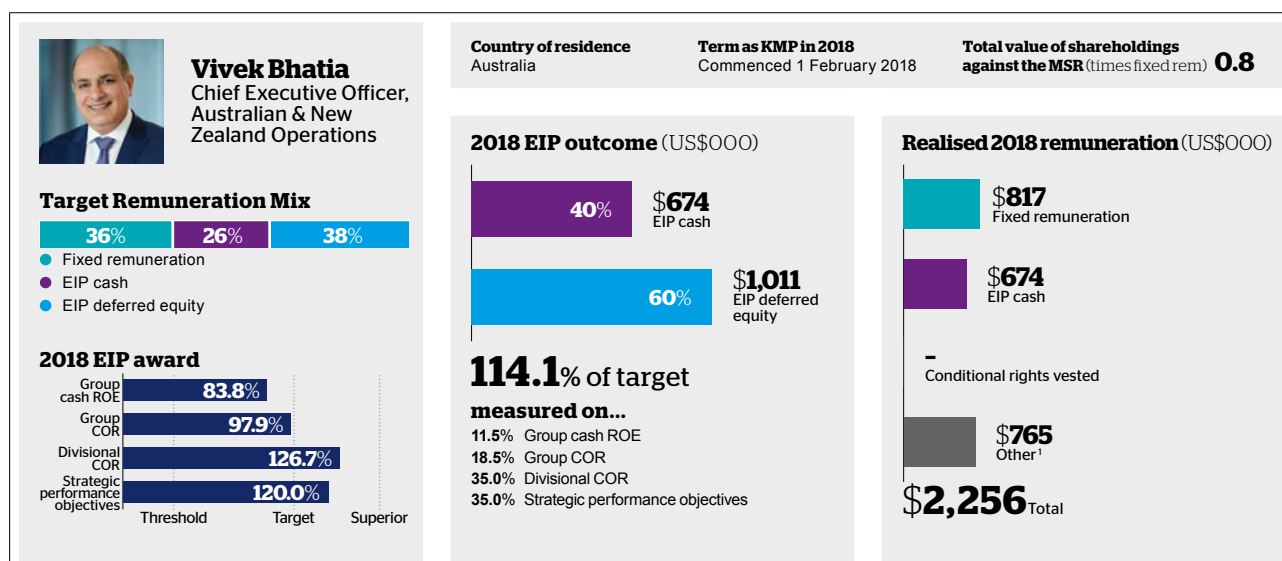 Vivek Bhatia
Chief Executive Officer,
Australian & New
Zealand Operations
Target Remuneration Mix
36% 26% 38%
Fixed remuneration
EIP cash
EIP deferred equity
2018 EIP award
Group
cash ROE
83.8%
Group
COR
97.9%
Divisional
COR
126.7%
Strategic
performance
objectives
120.0%
Threshold Target Superior
Country of residence
Australia
Term as KMP in 2018
Commenced 1 February 2018
Total value of shareholdings
against the MSR (times fixed rem) 0.8
2018 EIP outcome (US$000)
40%
$674
EIP cash
60%
$1,011
EIP deferred
equity
114.1% of target
measured on...
11.5% Group cash ROE
18.5% Group COR
35.0% Divisional COR
35.0% Strategic performance objectives
Realised 2018 remuneration (US$000)
$817
Fixed remuneration
$674
EIP cash
-
Conditional rights vested
$765
Other¹
$2,256 Total